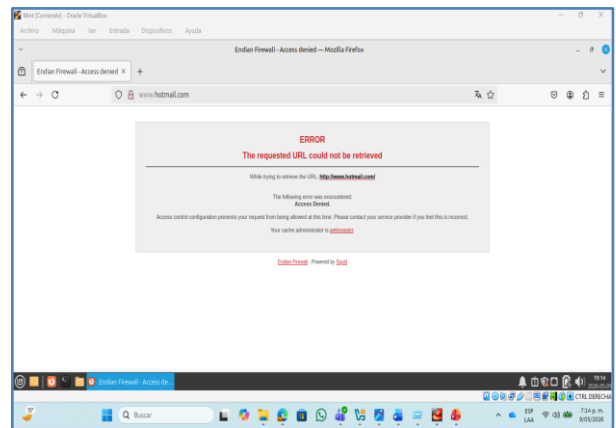 Mint [Corriendo] - Oracle VirtualBox
Archivo Máquina Ver Entrada Dispositivos Ayuda
Endian Firewall - Access denied — Mozilla Firefox
Endian Firewall - Access denied
www.hotmail.com
ERROR
The requested URL could not be retrieved
While trying to retrieve the URL: http://www.hotmail.com/
The following error was encountered:
Access Denied.
Access control configuration prevents your request from being allowed at this time. Please contact your service provider if you feel this is incorrect.
Your cache administrator is webmaster
Endian Firewall - Powered by Squid
Endian Firewall - Access de...
CTRL DERECHA
Buscar
ESP
LAA
7:14 p. m.
9/05/2026